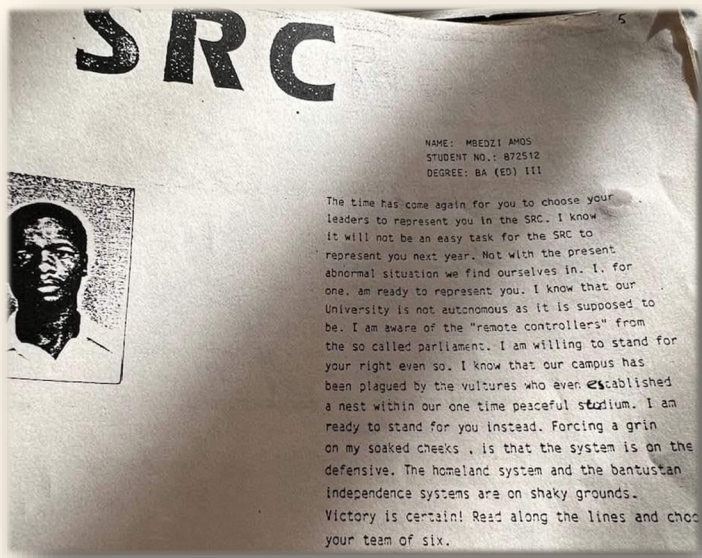 5
SRC
NAME: MBEDZI AMOS
STUDENT NO.: 872512
DEGREE: BA (ED) III
The time has come again for you to choose your
leaders to represent you in the SRC. I know
it will not be an easy task for the SRC to
represent you next year. Not with the present
abnormal situation we find ourselves in. I, for
one, am ready to represent you. I know that our
University is not autonomous as it is supposed to
be. I am aware of the "remote controllers" from
the so called parliament. I am willing to stand for
your right even so. I know that our campus has
been plagued by the vultures who even established
a nest within our one time peaceful studium. I am
ready to stand for you instead. Forcing a grin
on my soaked cheeks , is that the system is on the
defensive. The homeland system and the bantustan
independence systems are on shaky grounds.
Victory is certain! Read along the lines and
your team of six.